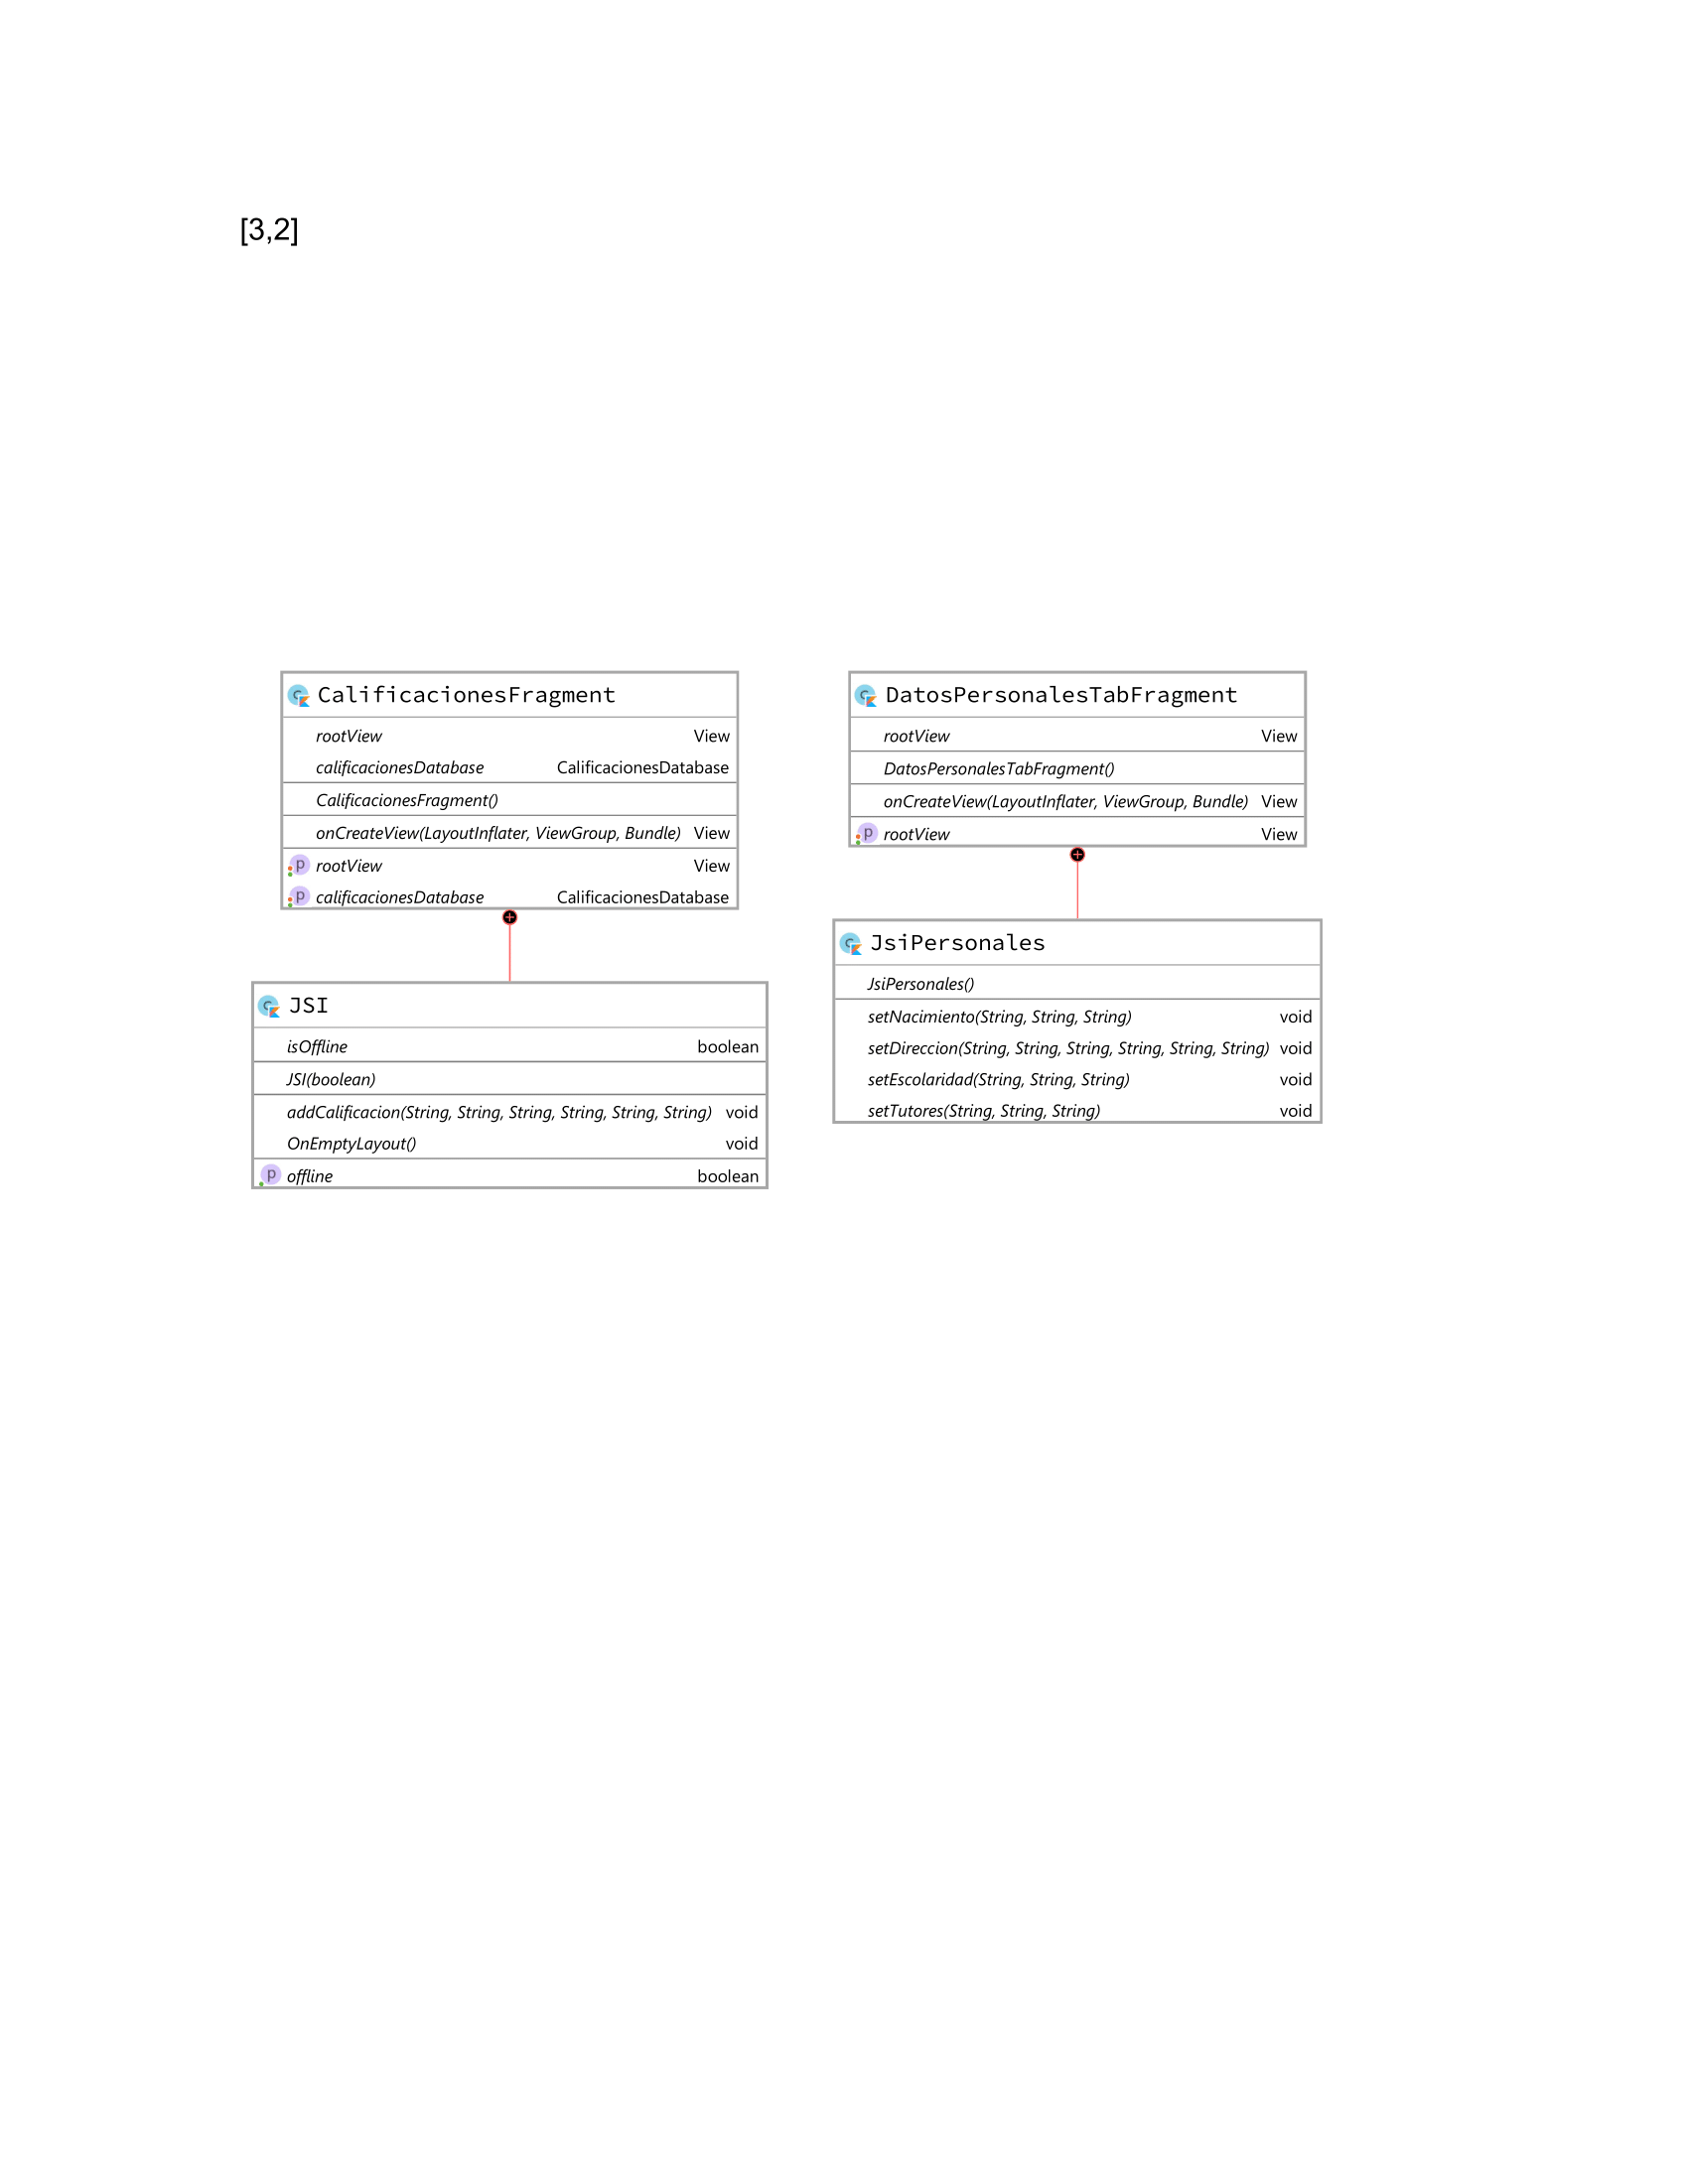 [3,2]
CalificacionesFragment
rootView View
calificacionesDatabase CalificacionesDatabase
CalificacionesFragment()
onCreateView(LayoutInflater, ViewGroup, Bundle) View
p rootView View
p calificacionesDatabase CalificacionesDatabase
JSI
isOffline boolean
JSI(boolean)
addCalificacion(String, String, String, String, String, String) void
OnEmptyLayout() void
p offline boolean
DatosPersonalesTabFragment
rootView View
DatosPersonalesTabFragment()
onCreateView(LayoutInflater, ViewGroup, Bundle) View
p rootView View
JsiPersonales
JsiPersonales()
setNacimiento(String, String, String) void
setDireccion(String, String, String, String, String, String) void
setEscolaridad(String, String, String) void
setTutores(String, String, String) void